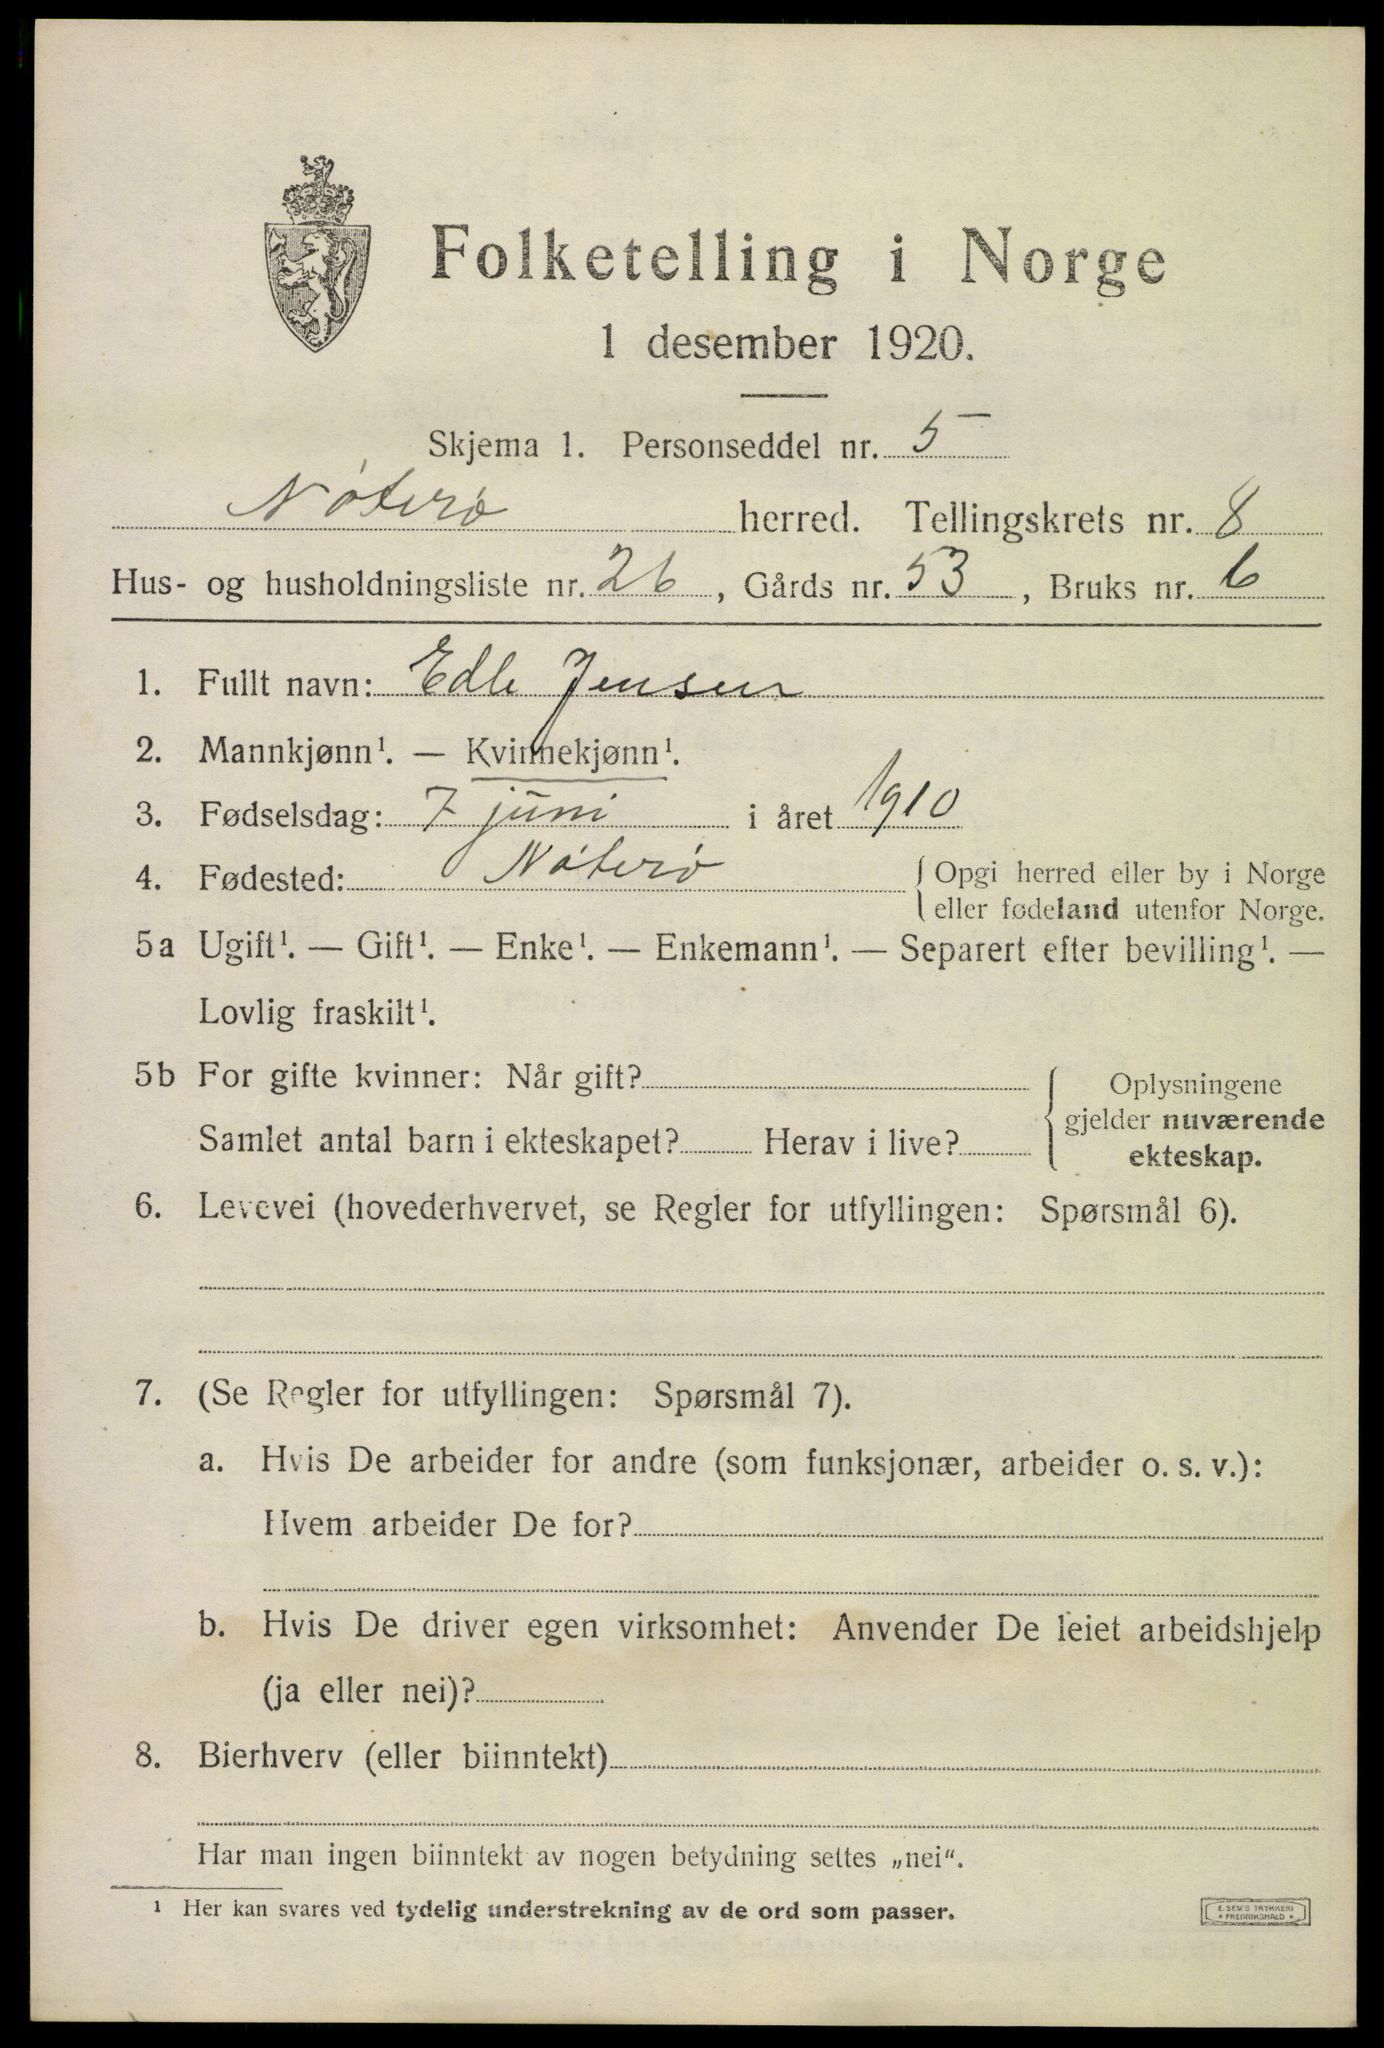 Folketelling i Norge
1 desember 1920.
Skjema 1. Personseddel nr. 5
Nøterø herred. Tellingskrets nr. 8
Hus- og husholdningsliste nr. 26, Gårds nr. 53, Bruks nr. 6
1. Fullt navn: Edle Jensen
2. Mannkjønn¹. — Kvinnekjønn¹.
3. Fødselsdag: 7 juni i året 1910
4. Fødested: Nøterø { Opgi herred eller by i Norge
eller fødeland utenfor Norge.
5a Ugift¹. — Gift¹. — Enke¹. — Enkemann¹. — Separert efter bevilling¹. —
Lovlig fraskilt¹.
5b For gifte kvinner: Når gift?
Samlet antal barn i ekteskapet? Herav i live?
{ Oplysningene
gjelder nuværende
ekteskap.
6. Levevei (hovederhvervet, se Regler for utfyllingen: Spørsmål 6).
7. (Se Regler for utfyllingen: Spørsmål 7).
a. Hvis De arbeider for andre (som funksjonær, arbeider o. s. v.):
Hvem arbeider De for?
b. Hvis De driver egen virksomhet: Anvender De leiet arbeidshjelp
(ja eller nei)?
8. Bierhverv (eller biinntekt)
Har man ingen biinntekt av nogen betydning settes „nei“.
¹ Her kan svares ved tydelig understrekning av de ord som passer.
E. SEM'S TRYKKERI
• FREDRIKSHALD •